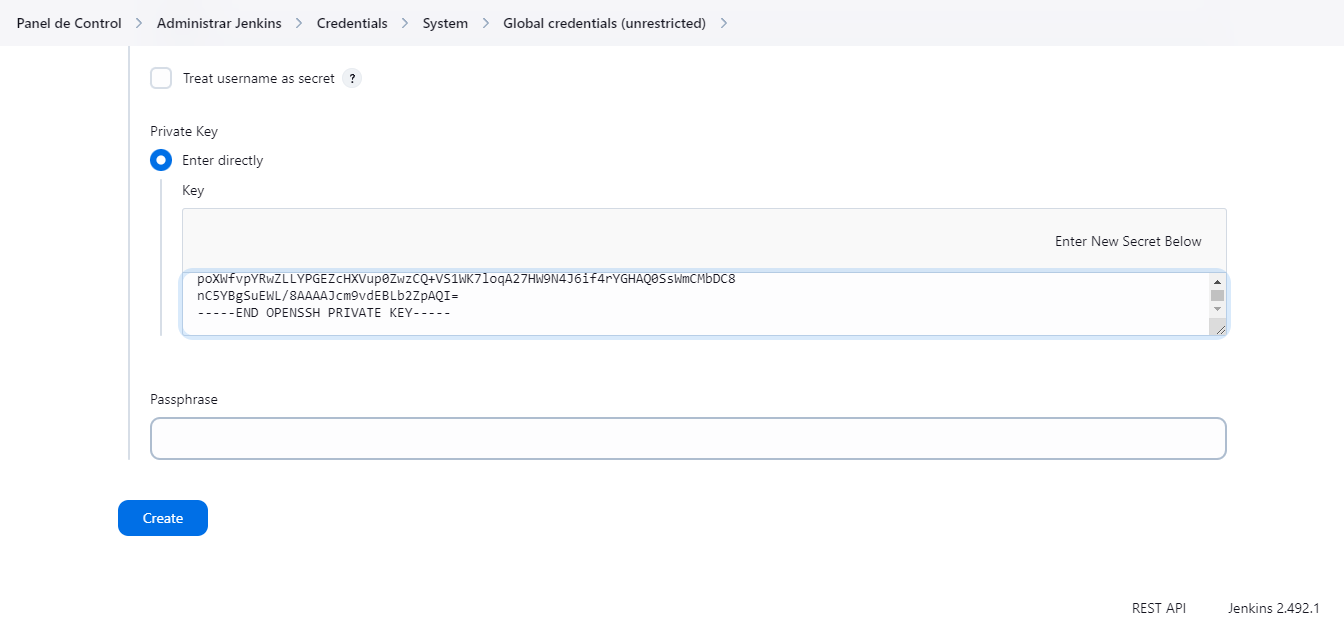 Panel de Control > Administrar Jenkins > Credentials > System > Global credentials (unrestricted) >
Treat username as secret ?
Private Key
Enter directly
Key
Enter New Secret Below
poXWfvpYRwZLLYPGEZcHXVup0ZwzCQ+VS1WK7loqA27HW9N4J6if4rYGHAQ0SsWmCMbDC8
nC5YBgSuEWL/8AAAAJcm9vdEBLb2ZpAQI=
-----END OPENSSH PRIVATE KEY-----
Passphrase
Create
REST API Jenkins 2.492.1